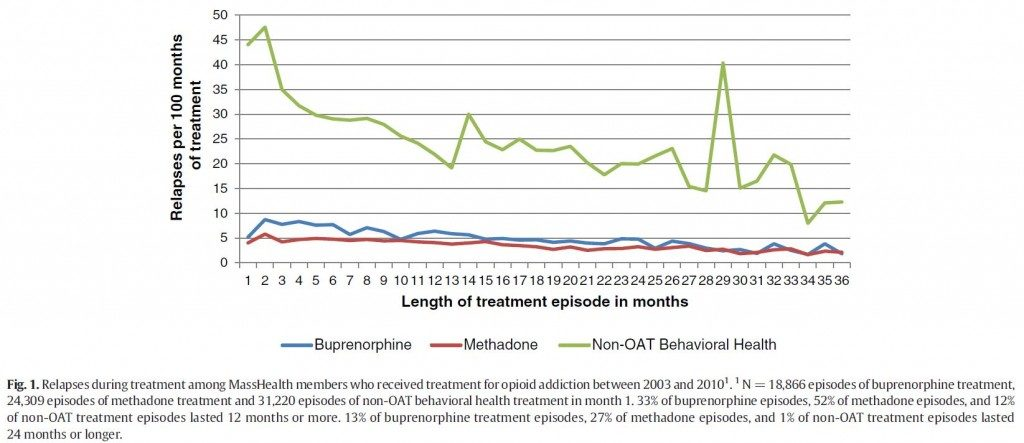 Relapses per 100 months
of treatment
50
45
40
35
30
25
20
15
10
5
0
1 2 3 4 5 6 7 8 9 10 11 12 13 14 15 16 17 18 19 20 21 22 23 24 25 26 27 28 29 30 31 32 33 34 35 36
Length of treatment episode in months
Buprenorphine Methadone Non-OAT Behavioral Health
Fig. 1. Relapses during treatment among MassHealth members who received treatment for opioid addiction between 2003 and 2010¹. ¹ N = 18,866 episodes of buprenorphine treatment,
24,309 episodes of methadone treatment and 31,220 episodes of non-OAT behavioral health treatment in month 1. 33% of buprenorphine episodes, 52% of methadone episodes, and 12%
of non-OAT treatment episodes lasted 12 months or more. 13% of buprenorphine treatment episodes, 27% of methadone episodes, and 1% of non-OAT treatment episodes lasted
24 months or longer.